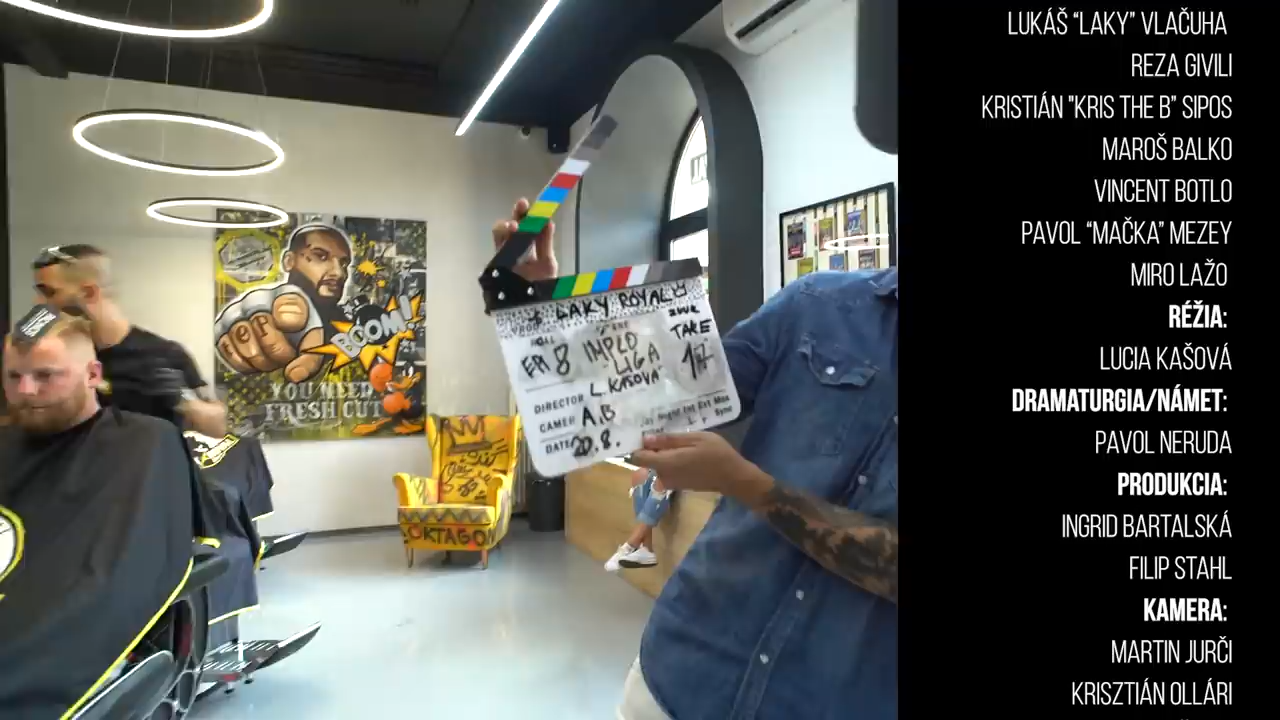 LUKÁŠ “LAKY” VLAČUHA
REZA GIVILI
KRISTIÁN "KRIS THE B” SIPOS
MAROŠ BALKO
VINCENT BOTLO
PAVOL “MAČKA” MEZEY
MIRO LAŽO
RÉŽIA:
LUCIA KAŠOVÁ
DRAMATURGIA/NÁMET:
PAVOL NERUDA
PRODUKCIA:
INGRID BARTALSKÁ
FILIP STAHL
KAMERA:
MARTIN JURČI
KRISZTIÁN OLLÁRI
BOOM!
YOU NEED
FRESH CUT
OKTAGON
LAKY ROYAL
TAKE
EP 8
LIGA
DIRECTOR L. KAŠOVÁ
CAMER A,B
DATE 20.8.